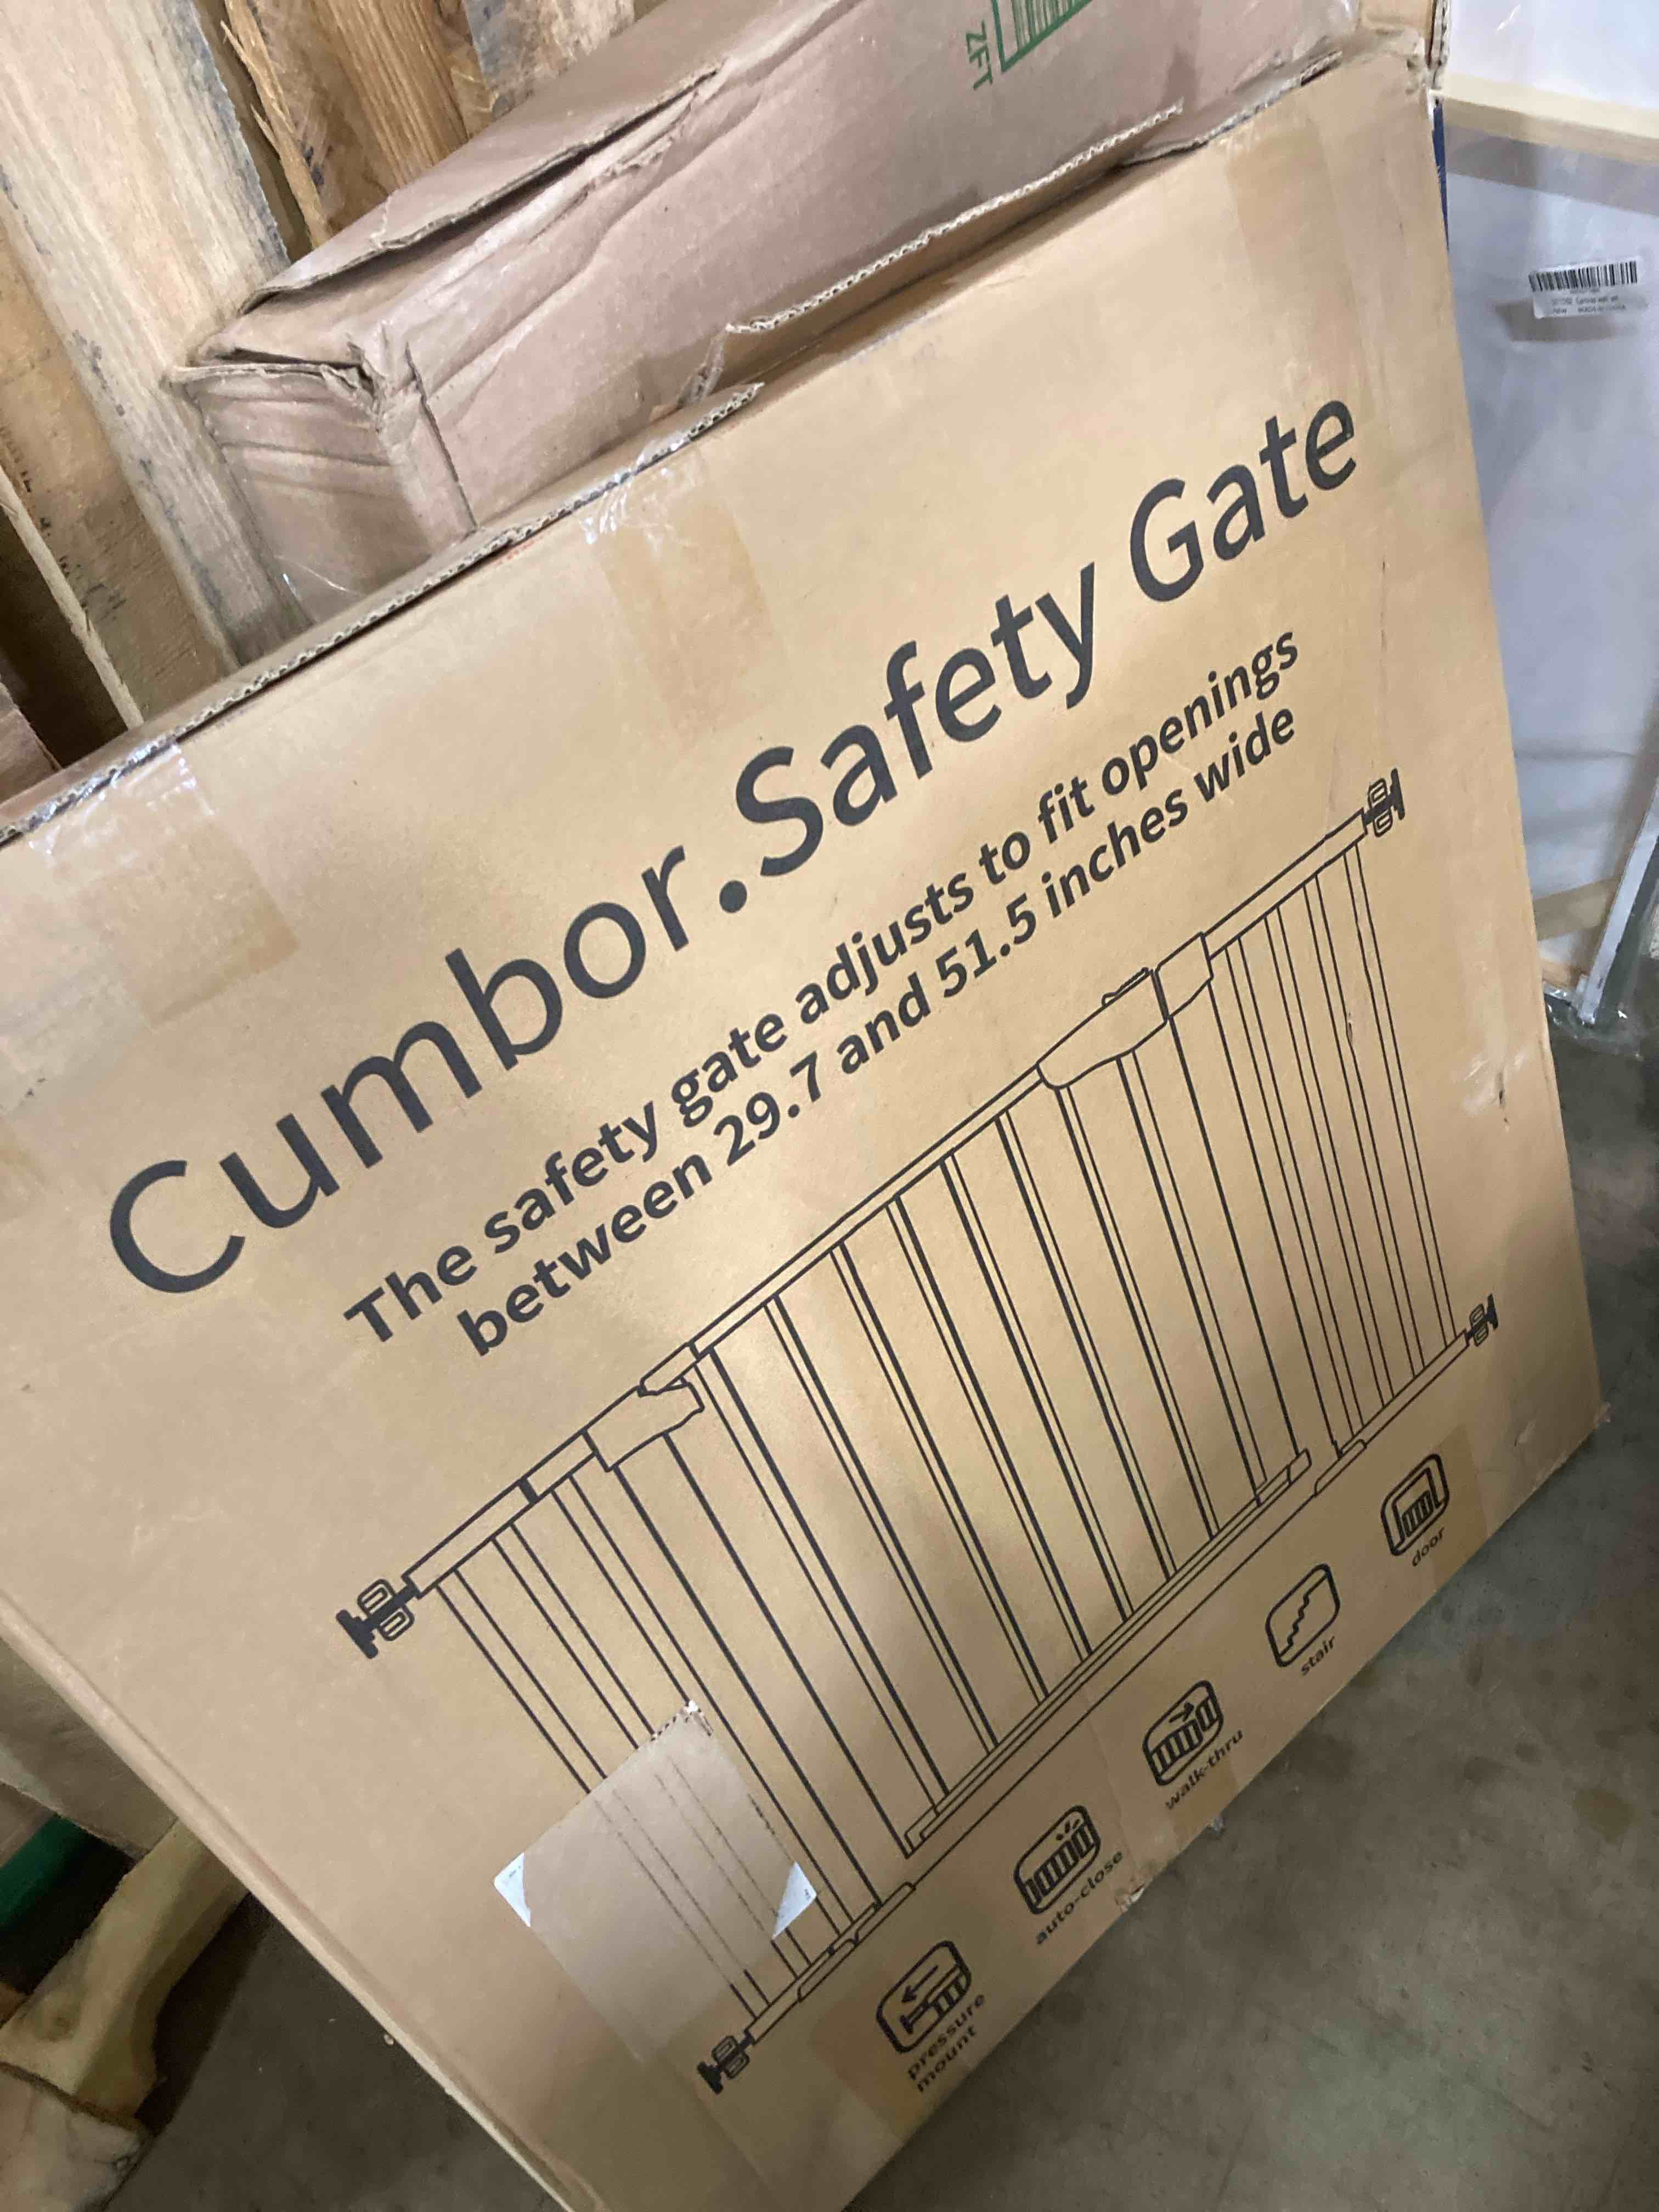 ZFT
Cumbor.Safety Gate
The safety gate adjusts to fit openings
between 29.7 and 51.5 inches wide
pressure
mount
auto-close
walk-thru
stair
door